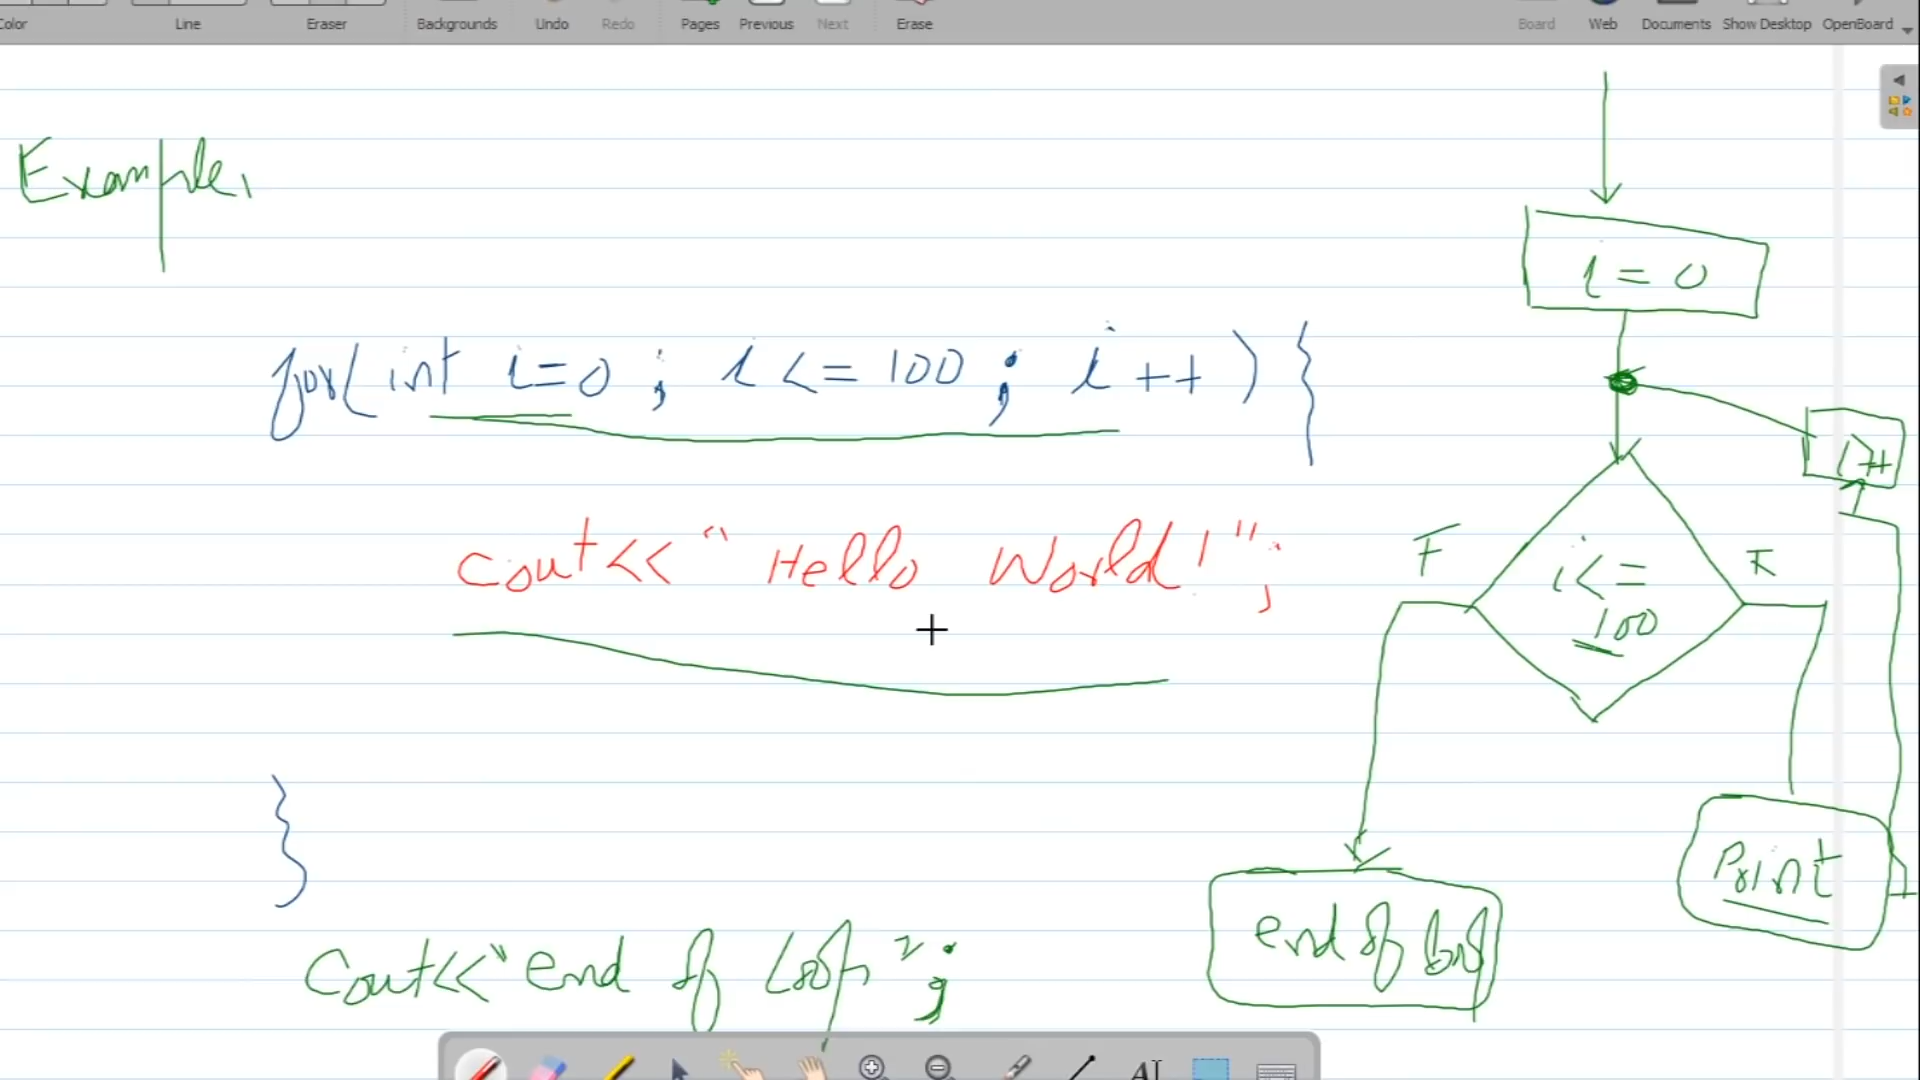 Color Line Eraser Backgrounds Undo Redo Pages Previous Next Erase Board Web Documents Show Desktop OpenBoard
Example,
for(int i=0 ; i <= 100 ; i ++) {
Cout<< " Hello World! ";
}
Cout<< "end of Loop";
i = 0
i++
F
i<=
100
T
Print
end of loop